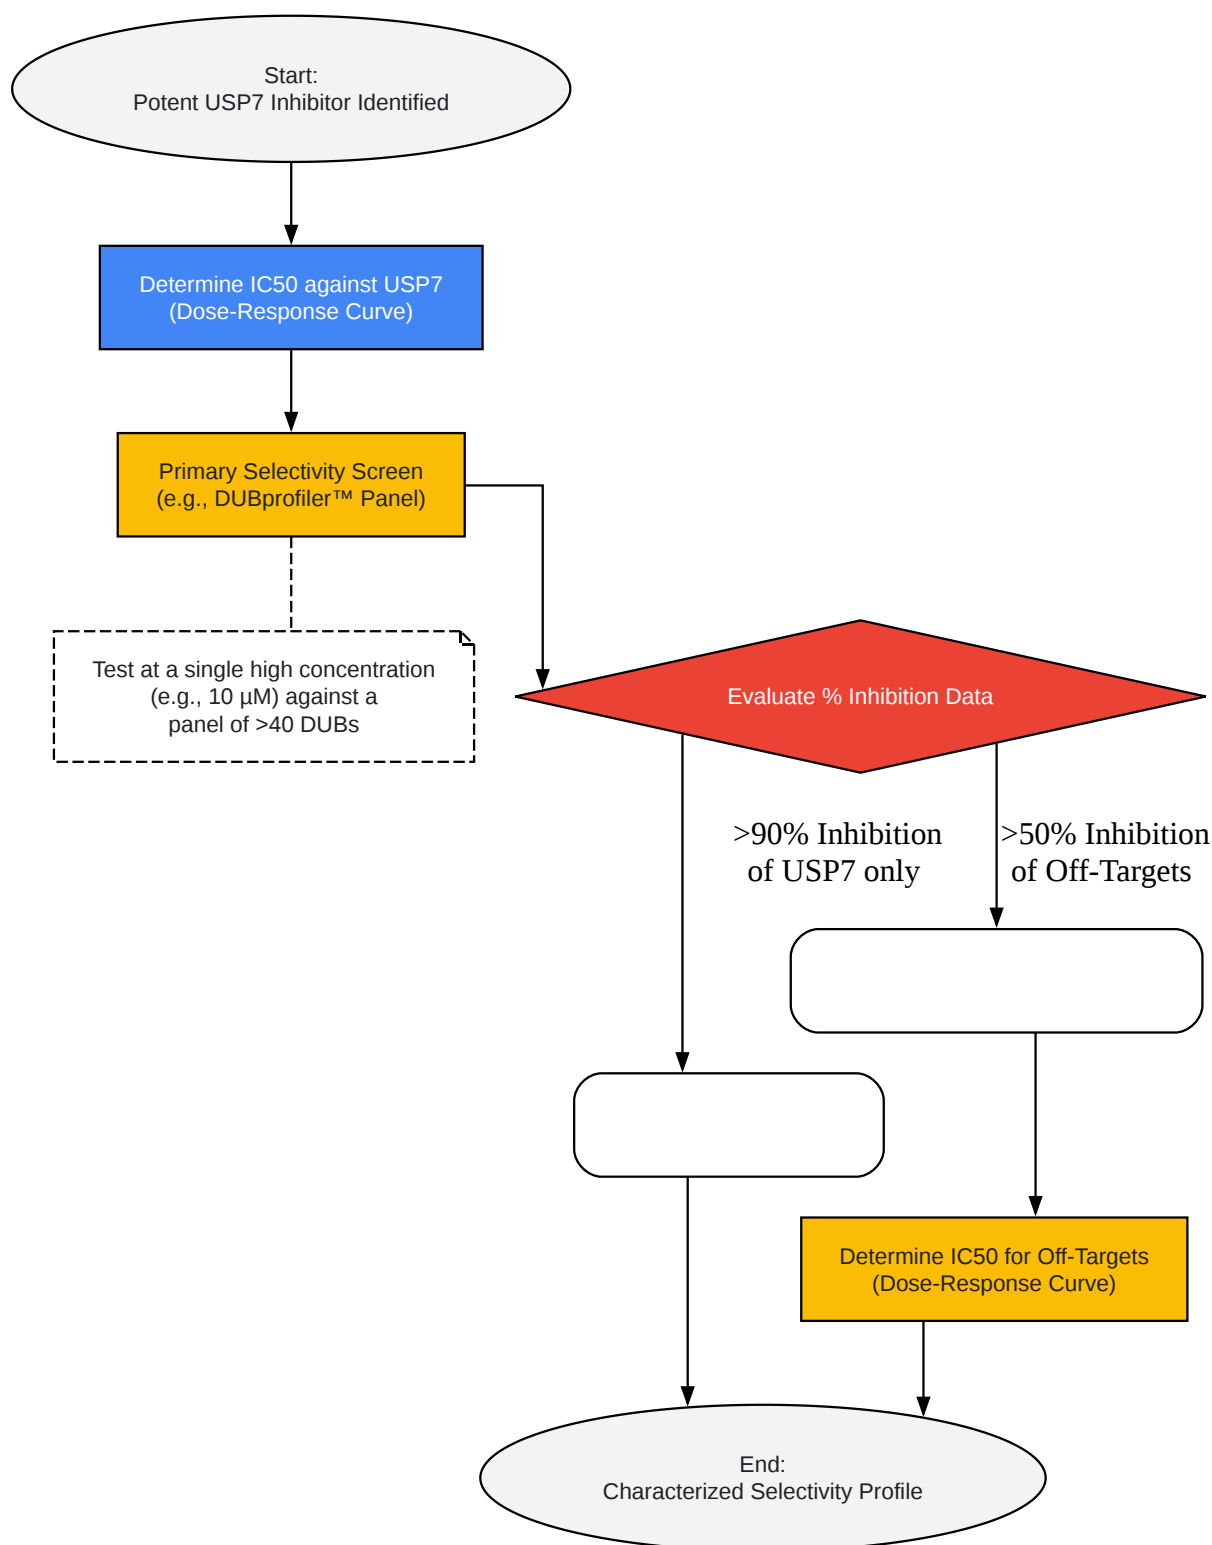 Start:
Potent USP7 Inhibitor Identified
Determine IC50 against USP7
(Dose-Response Curve)
Primary Selectivity Screen
(e.g., DUBprofiler™ Panel)
Test at a single high concentration
(e.g., 10 µM) against a
panel of >40 DUBs
Evaluate % Inhibition Data
>90% Inhibition
of USP7 only
>50% Inhibition
of Off-Targets
Determine IC50 for Off-Targets
(Dose-Response Curve)
End:
Characterized Selectivity Profile